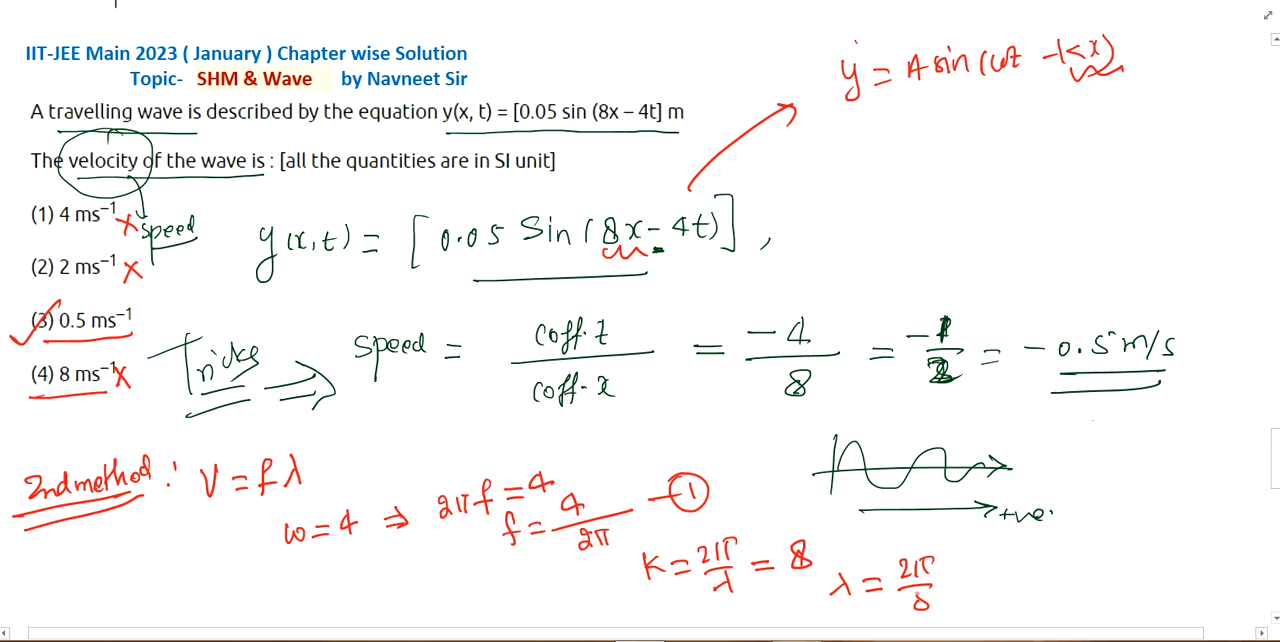 IIT-JEE Main 2023 ( January ) Chapter wise Solution
Topic- SHM & Wave by Navneet Sir
y = A sin(ωt - kx)
A travelling wave is described by the equation y(x, t) = [0.05 sin (8x – 4t] m
The velocity of the wave is : [all the quantities are in SI unit]
(1) 4 ms⁻¹ x
speed
y(x,t) = [0.05 Sin(8x - 4t)] ,
(2) 2 ms⁻¹ x
(3) 0.5 ms⁻¹
(4) 8 ms⁻¹ x
Tricks ⇒ speed = coff.t / coff-x = -4 / 8 = -1 / 2 = -0.5 m/s
2nd method : V = fλ
ω = 4 ⇒ 2πf = 4
f = 4 / 2π — ①
+ve.
K = 2π / λ = 8
λ = 2π / 8